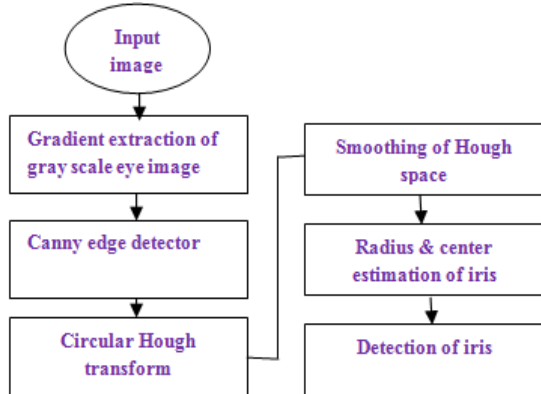 Input
image
Gradient extraction of
gray scale eye image
Canny edge detector
Circular Hough
transform
Smoothing of Hough
space
Radius & center
estimation of iris
Detection of iris